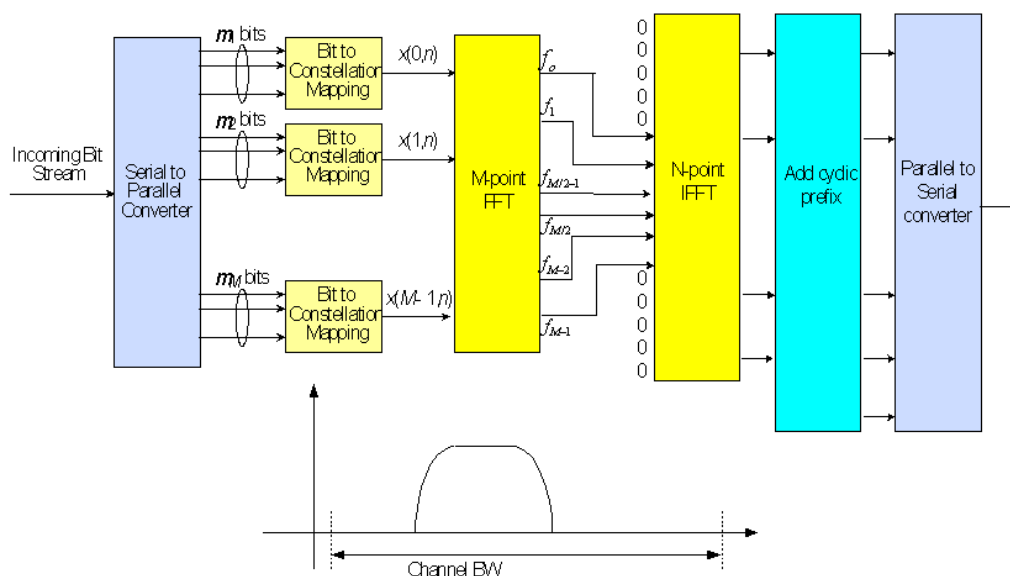 Incoming Bit
Stream
Serial to
Parallel
Converter
m1 bits
m2 bits
mM bits
Bit to
Constellation
Mapping
Bit to
Constellation
Mapping
Bit to
Constellation
Mapping
x(0,n)
x(1,n)
x(M- 1,n)
M-point
FFT
fo
f1
fM/2-1
fM/2
fM-2
fM-1
0
0
0
0
0
0
0
0
0
0
N-point
IFFT
Add cyclic
prefix
Parallel to
Serial
converter
Channel BW